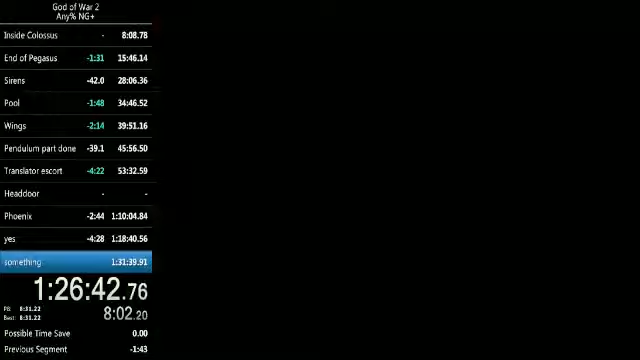 God of War 2
Any% NG+
Inside Colossus - 8:08.78
End of Pegasus -1:31 15:46.14
Sirens -42.0 28:06.36
Pool -1:48 34:46.52
Wings -2:14 39:51.16
Pendulum part done -39.1 45:56.50
Translator escort -4:22 53:32.59
Headdoor - -
Phoenix -2:44 1:10:04.84
yes -4:28 1:18:40.56
something 1:31:39.91
1:26:42.76
PB: 8:31.22
Best: 8:31.22
8:02.20
Possible Time Save 0.00
Previous Segment -1:43